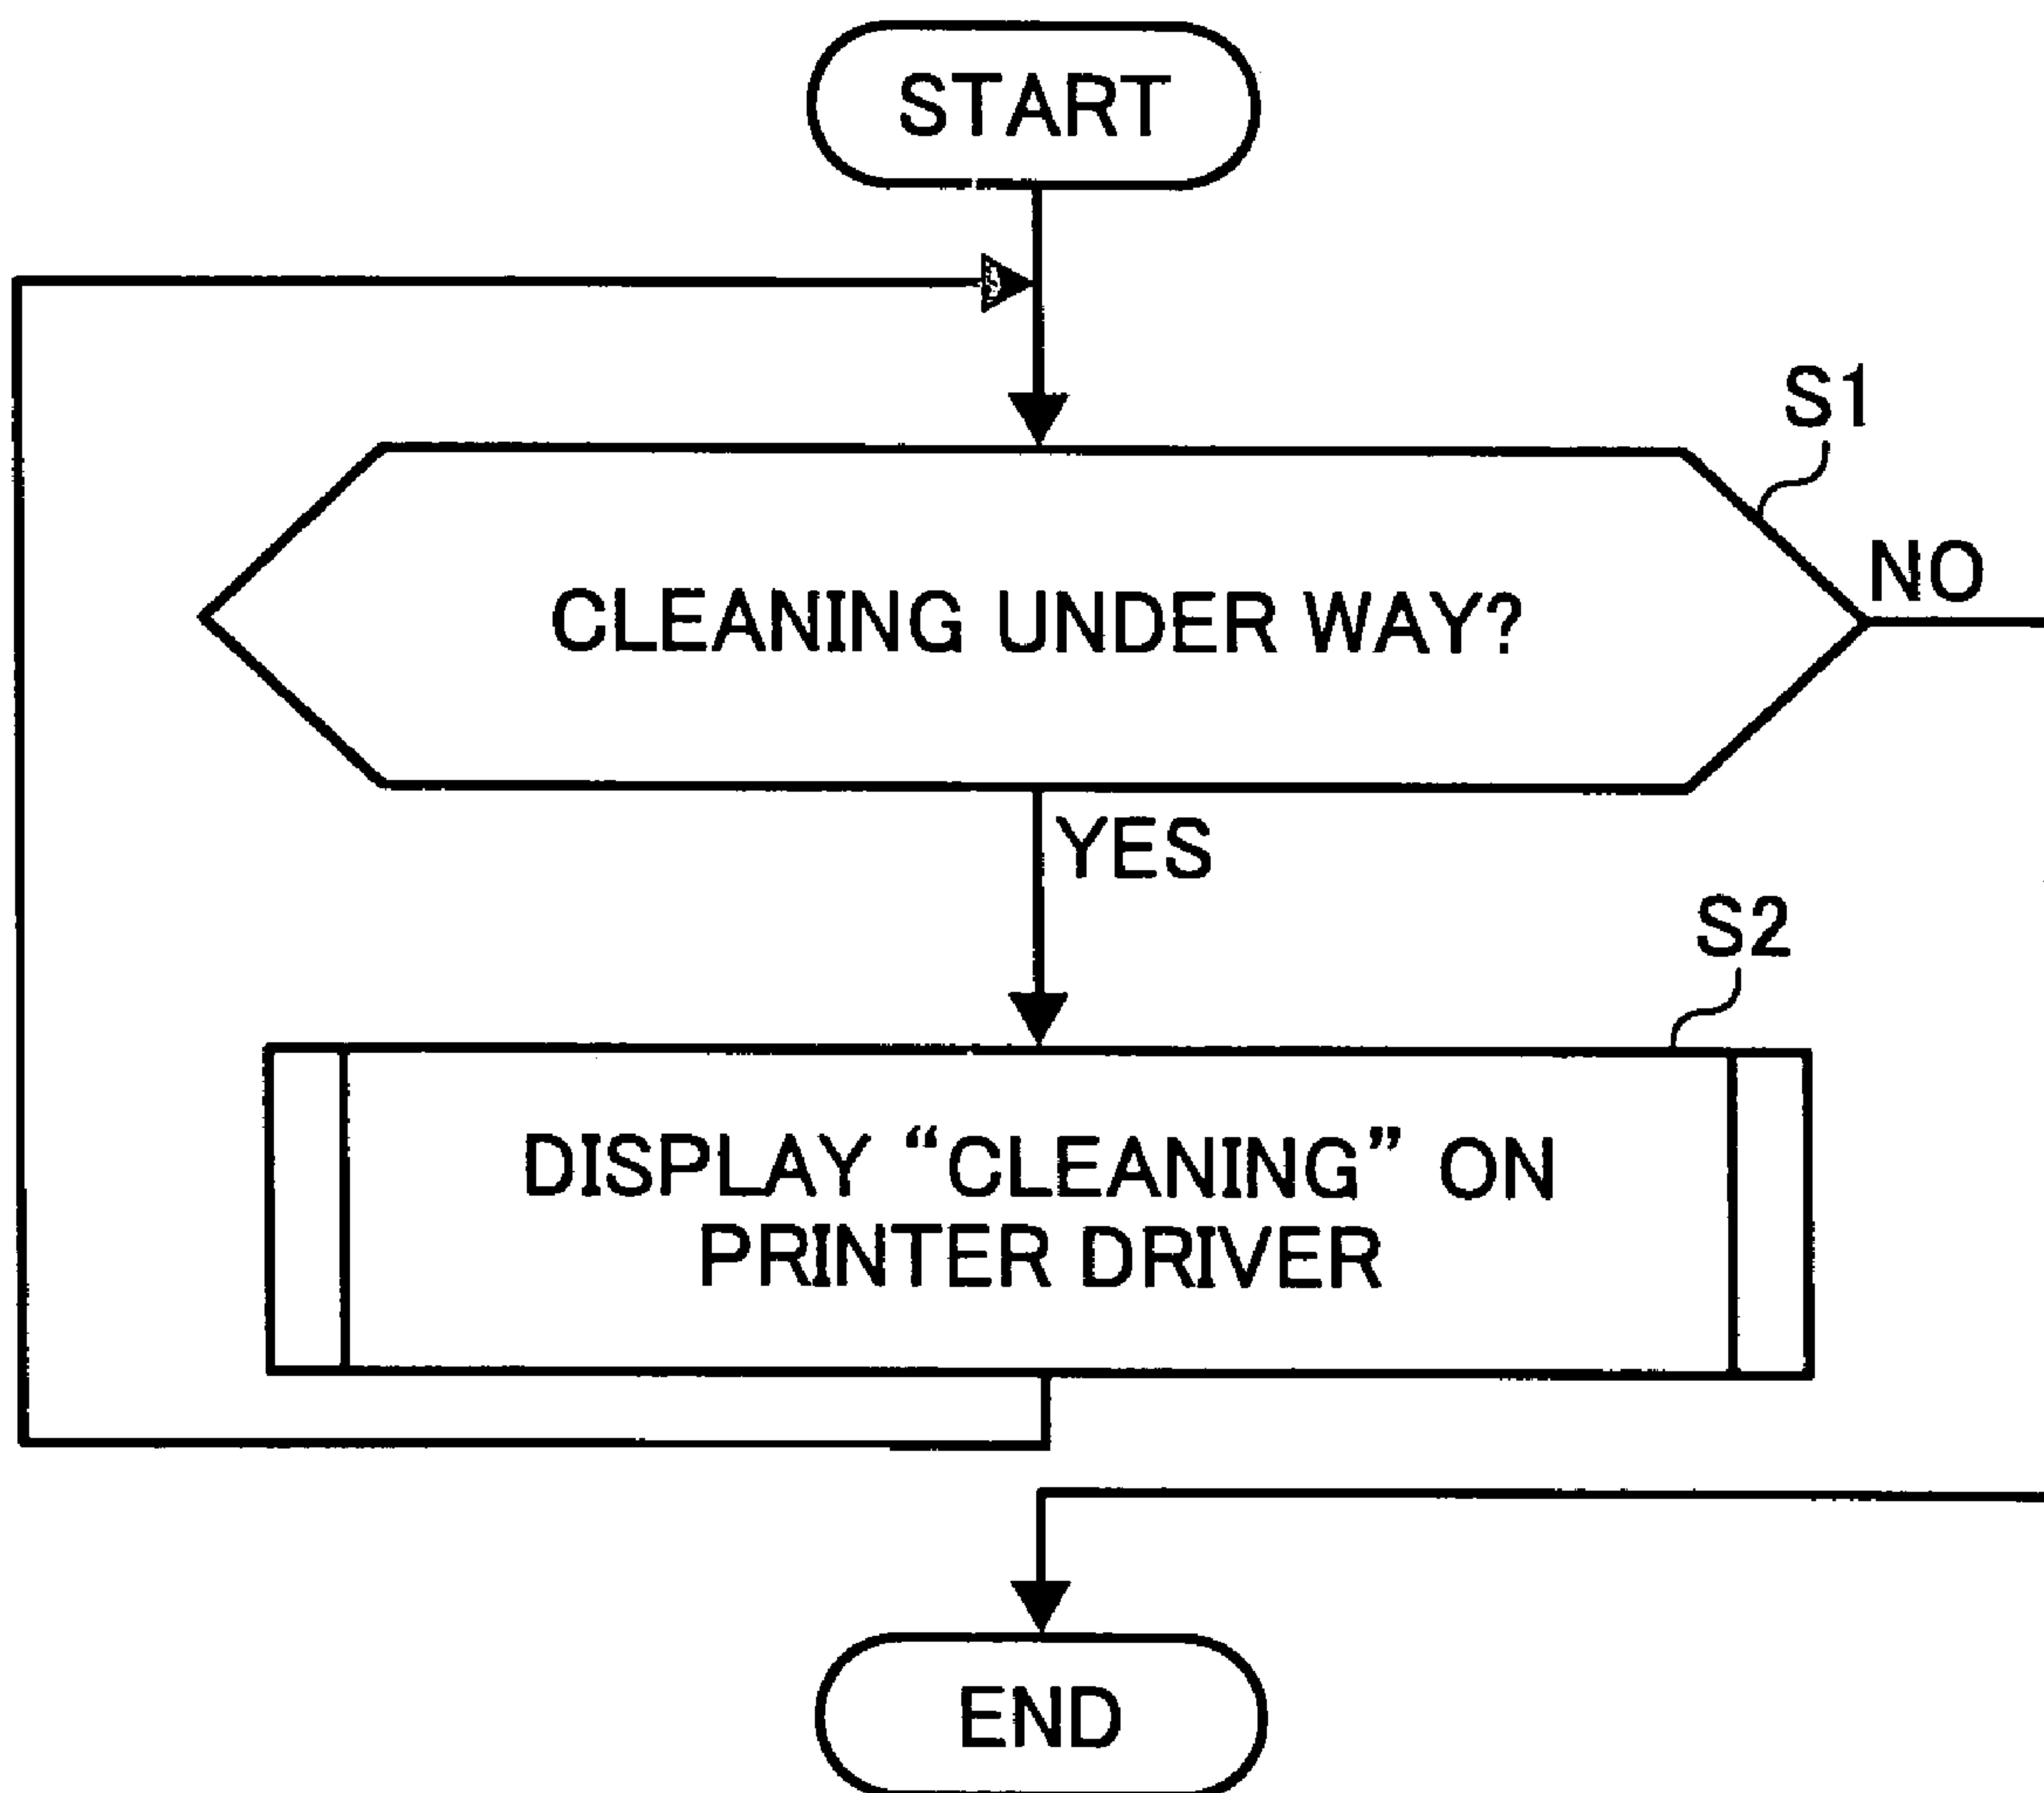 START
S1
CLEANING UNDER WAY?
NO
YES
S2
DISPLAY “CLEANING” ON
PRINTER DRIVER
END